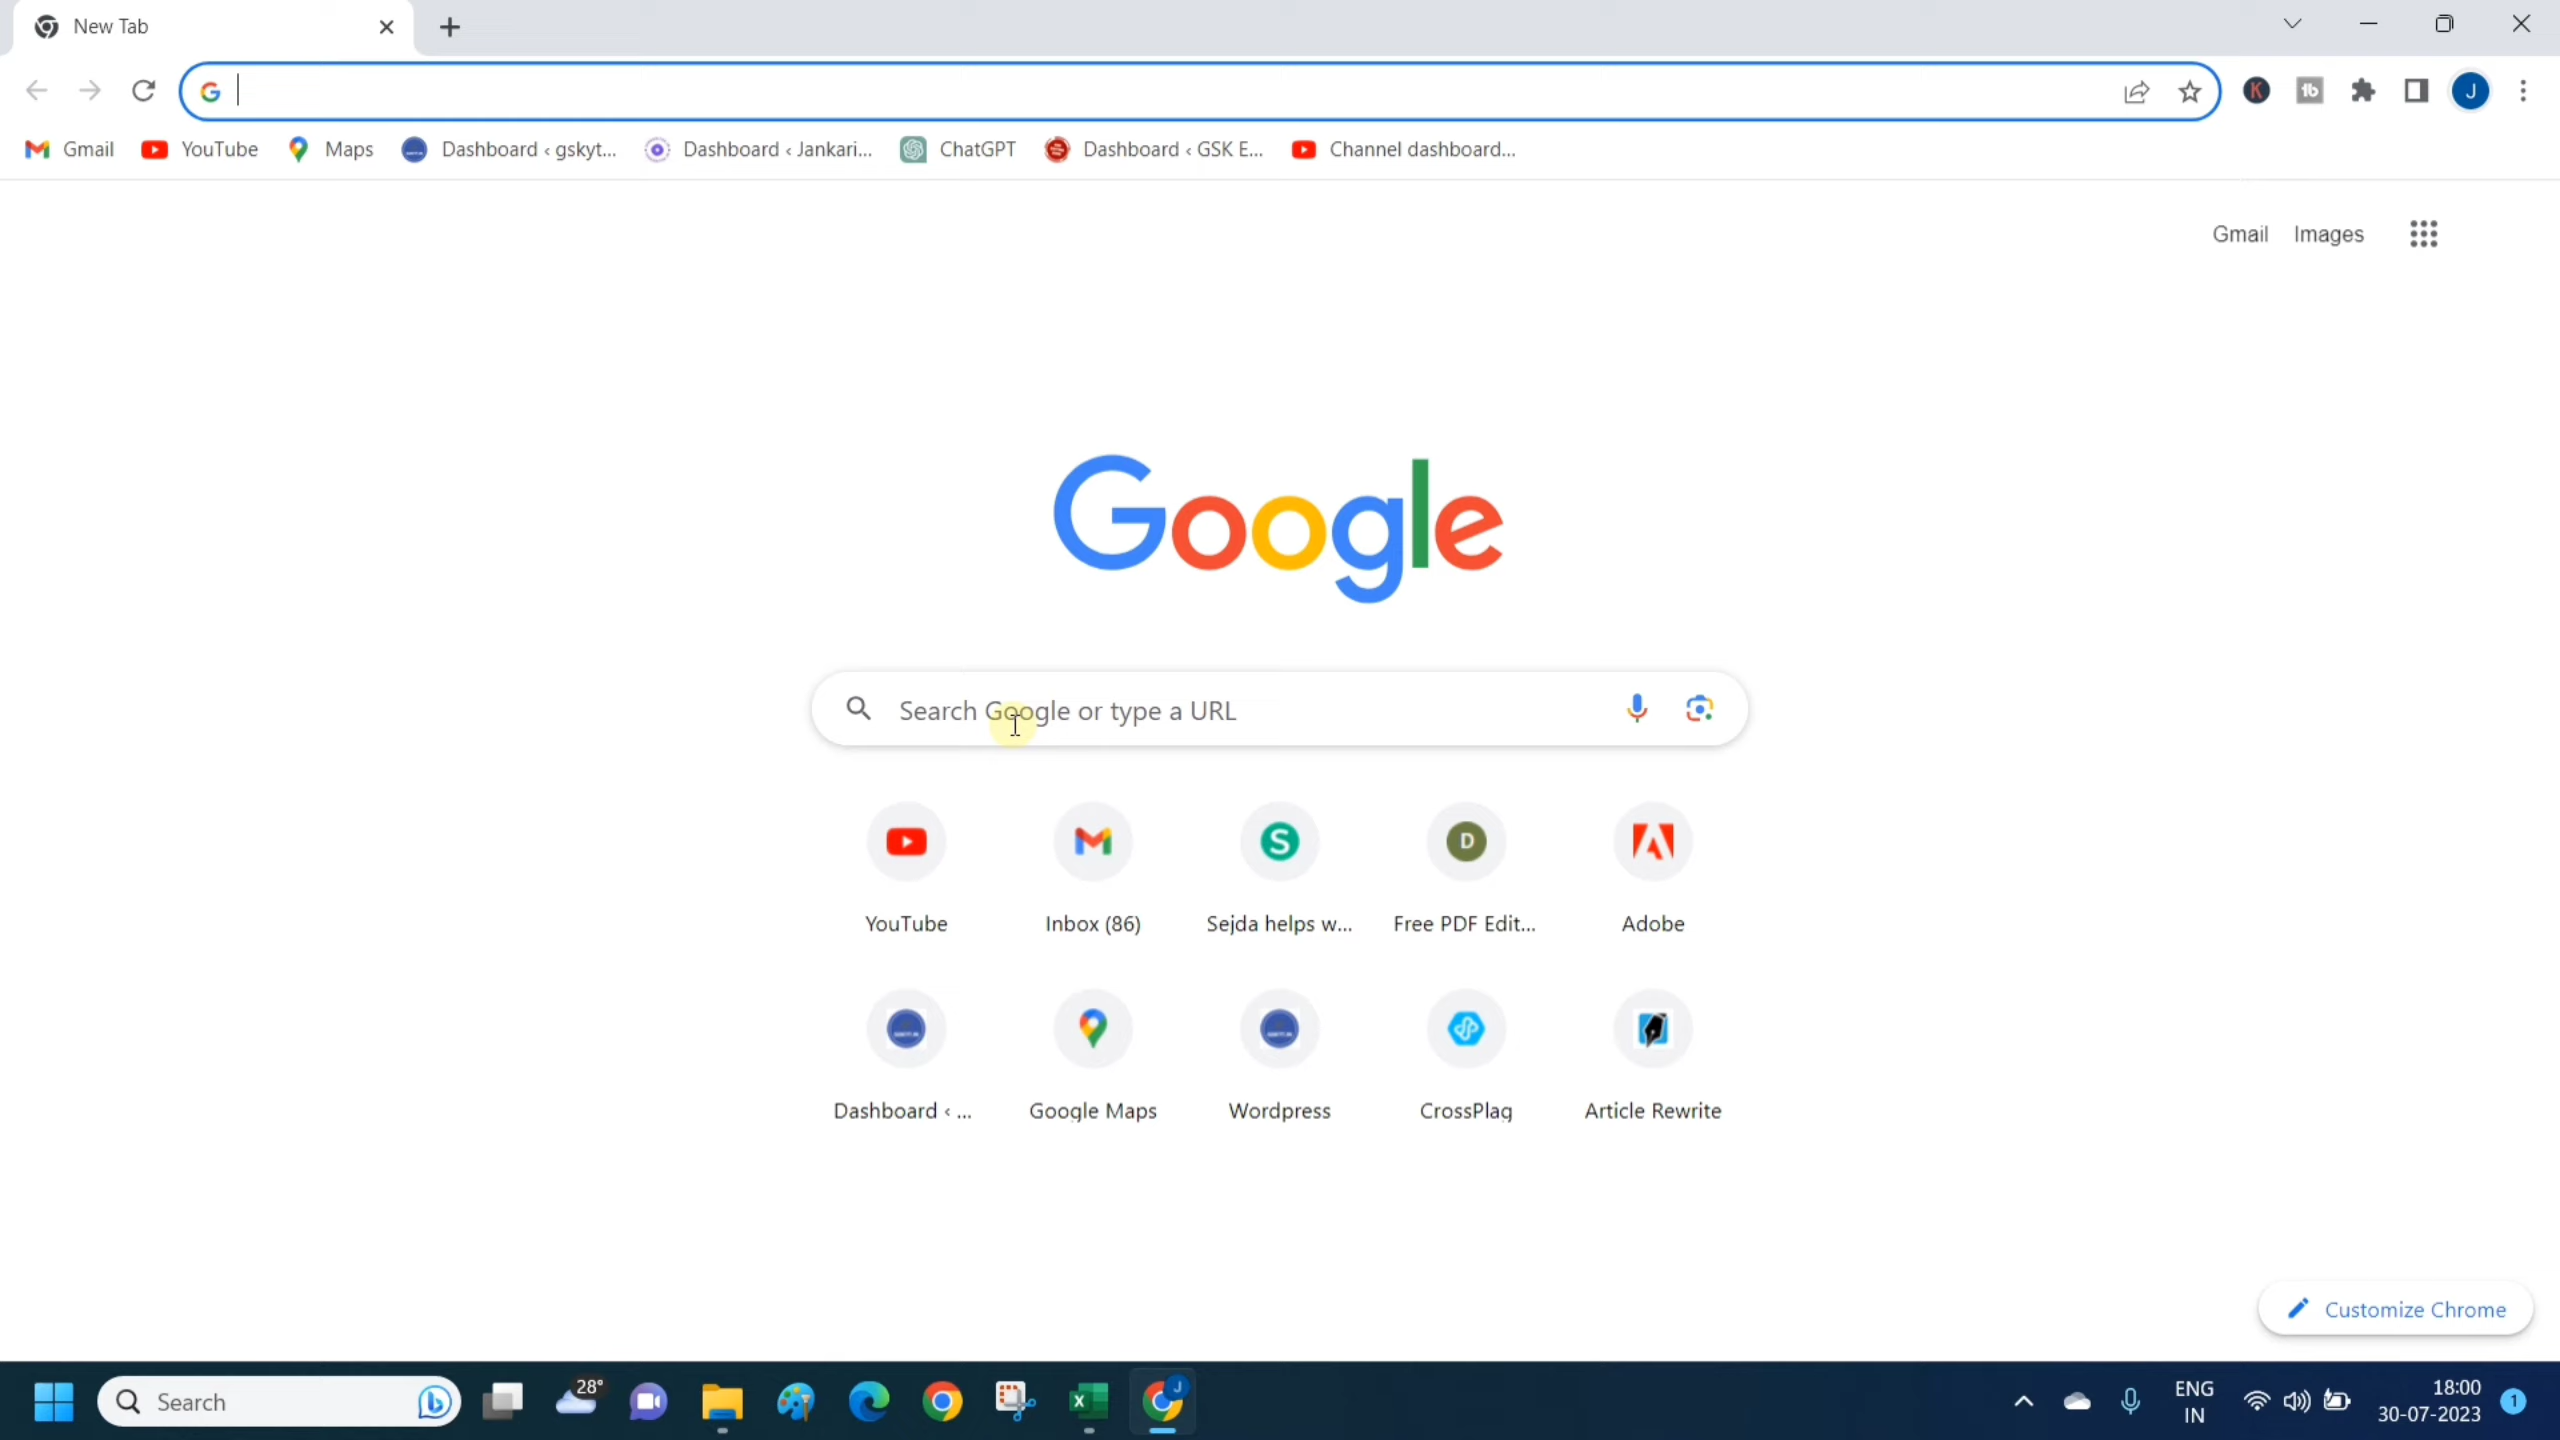 New Tab
Gmail YouTube Maps Dashboard ‹ gskyt... Dashboard ‹ Jankari... ChatGPT Dashboard ‹ GSK E... Channel dashboard...
Gmail Images
Google
Search Google or type a URL
YouTube Inbox (86) Sejda helps w... Free PDF Edit... Adobe
Dashboard ‹ ... Google Maps Wordpress CrossPlag Article Rewrite
Customize Chrome
Search
28°
ENG
IN
18:00
30-07-2023
1